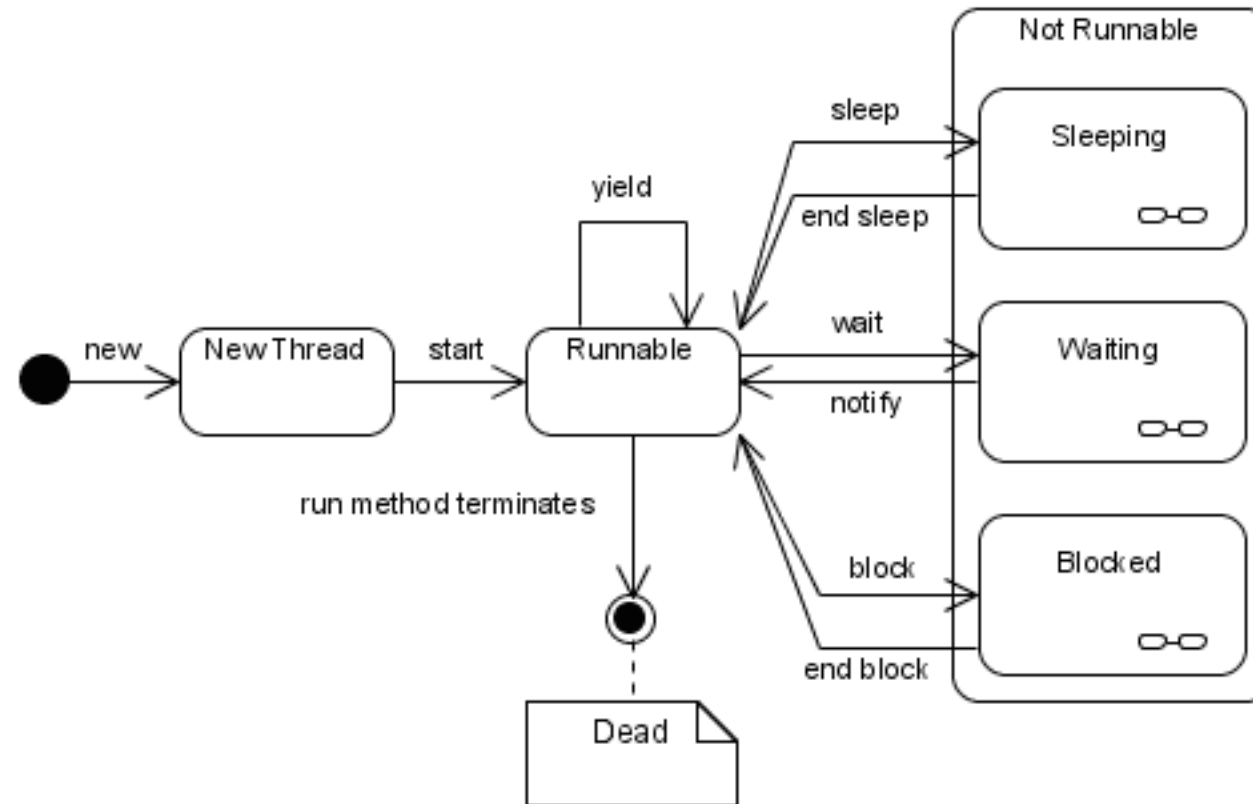 Not Runnable
sleep
Sleeping
yield
end sleep
new
New Thread
start
Runnable
wait
Waiting
notify
run method terminates
block
Blocked
end block
Dead